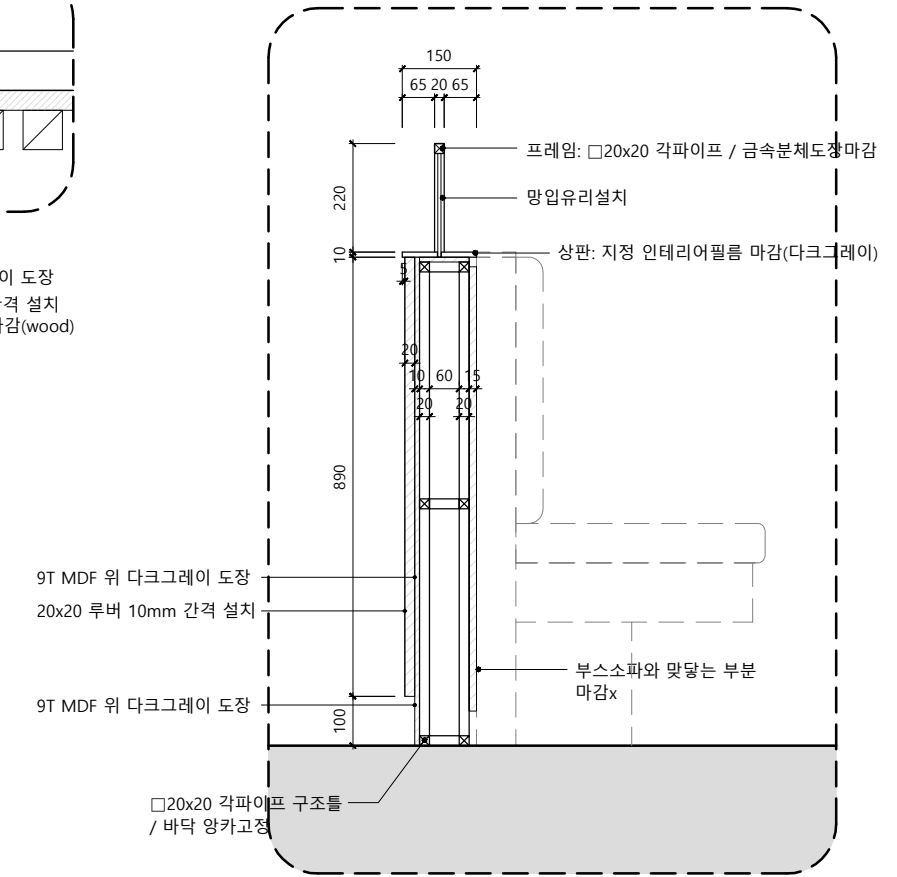 150
65 20 65
프레임: □20x20 각파이프 / 금속분체도장마감
220
망입유리설치
10
상판: 지정 인테리어필름 마감(다크그레이)
이 도장
격 설치
감(wood)
5
20
10 60 15
20 20
890
9T MDF 위 다크그레이 도장
20x20 루버 10mm 간격 설치
부스소파와 맞닿는 부분
마감x
9T MDF 위 다크그레이 도장
100
□20x20 각파이프 구조틀
/ 바닥 앙카고정